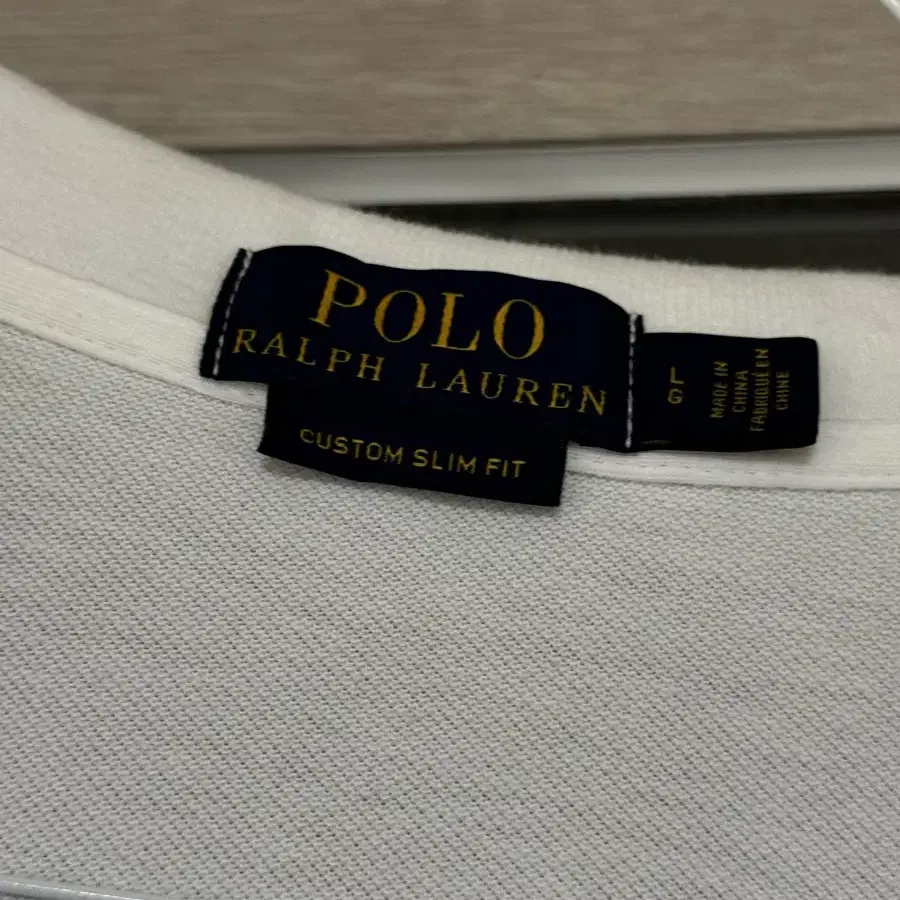 POLO
RALPH LAUREN
CUSTOM SLIM FIT
L
G
MADE IN
CHINA
FABRIQUÉ EN
CHINE